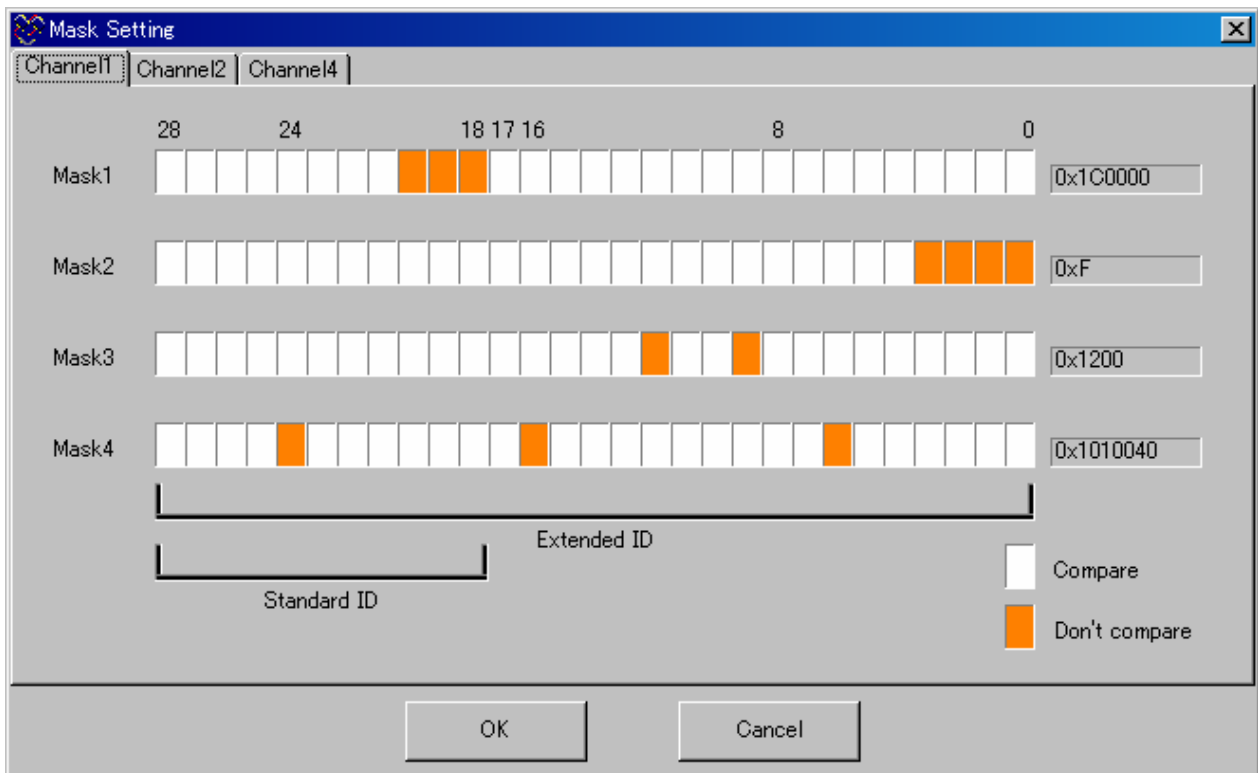 Mask Setting
Channel1 Channel2 Channel4
28 24 18 17 16 8 0
Mask1 0x1C0000
Mask2 0xF
Mask3 0x1200
Mask4 0x1010040
Extended ID
Standard ID
Compare
Don't compare
OK Cancel